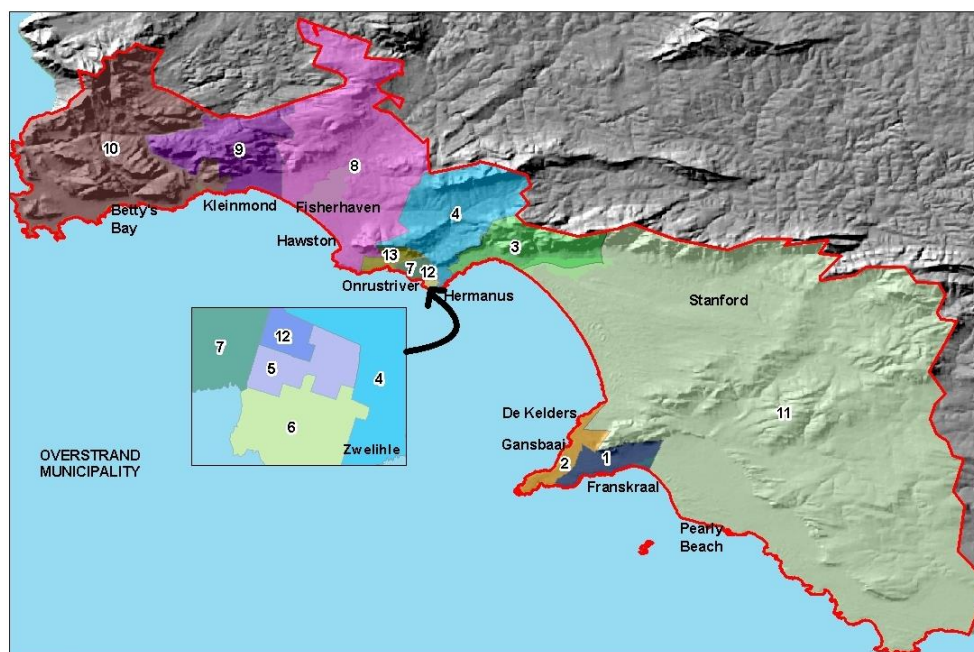 10
9
8
Betty's
Bay
Kleinmond
Fisherhaven
4
Hawston
3
13
7
12
Onrustriver
Hermanus
Stanford
7
12
5
4
6
Zwelihle
OVERSTRAND
MUNICIPALITY
De Kelders
Gansbaai
11
2
1
Franskraal
Pearly
Beach